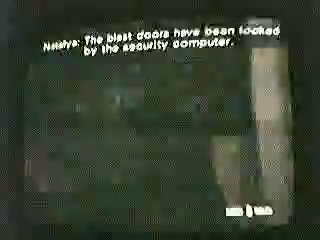 Natalya: The blast doors have been locked
by the security computer.